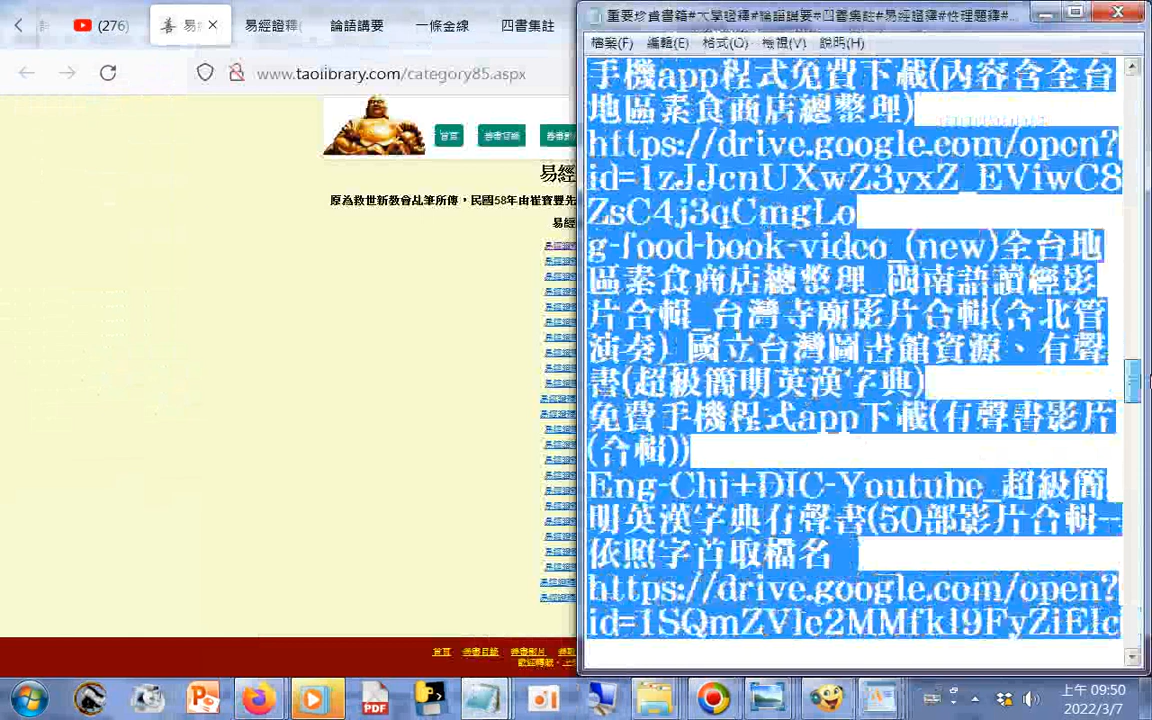 (276)
善 易
易經證釋(
論語講要
一條金線
四書集註
www.taolibrary.com/category85.aspx
首頁
易經
原為救世新教會乩筆所傳，民國58年由崔寶豐先
易經
首頁
重要珍貴書籍#大學證釋#論語講要#四書集註#易經證釋#性理題釋#...
檔案(F) 編輯(E) 格式(O) 檢視(V) 說明(H)
手機app程式免費下載(內容含全台
地區素食商店總整理)
https://drive.google.com/open?
id=1zJJcnUXwZ3yxZ_EViwC8
ZsC4j3qCmgLo
g-food-book-video_(new)全台地
區素食商店總整理_閩南語讀經影
片合輯_台灣寺廟影片合輯(含北管
演奏)_國立台灣圖書館資源、有聲
書(超級簡明英漢字典)
免費手機程式app下載(有聲書影片
(合輯))
Eng-Chi+DIC-Youtube_超級簡
明英漢字典有聲書(50部影片合輯--
依照字首取檔名
https://drive.google.com/open?
id=1SQmZVIc2MMfkl9FyZiElc
上午 09:50
2022/3/7